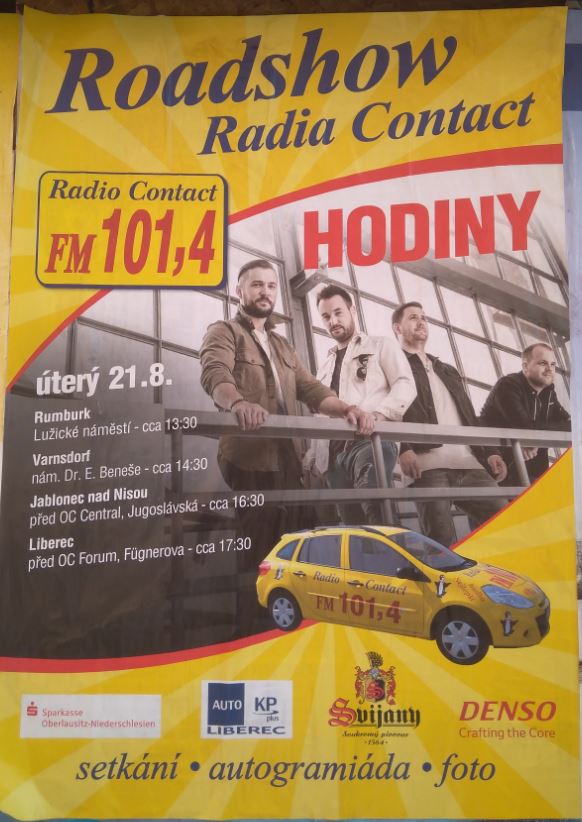 Roadshow
Radia Contact
Radio Contact
FM 101,4
HODINY
úterý 21.8.
Rumburk
Lužické náměstí - cca 13:30
Varnsdorf
nám. Dr. E. Beneše - cca 14:30
Jablonec nad Nisou
před OC Central, Jugoslávská - cca 16:30
Liberec
před OC Forum, Fügnerova - cca 17:30
Radio Contact
FM 101,4
Sparkasse
Oberlausitz-Niederschlesien
AUTO KP
plus
LIBEREC
Svijany
Soukromý pivovar
· 1564 ·
DENSO
Crafting the Core
setkání • autogramiáda • foto